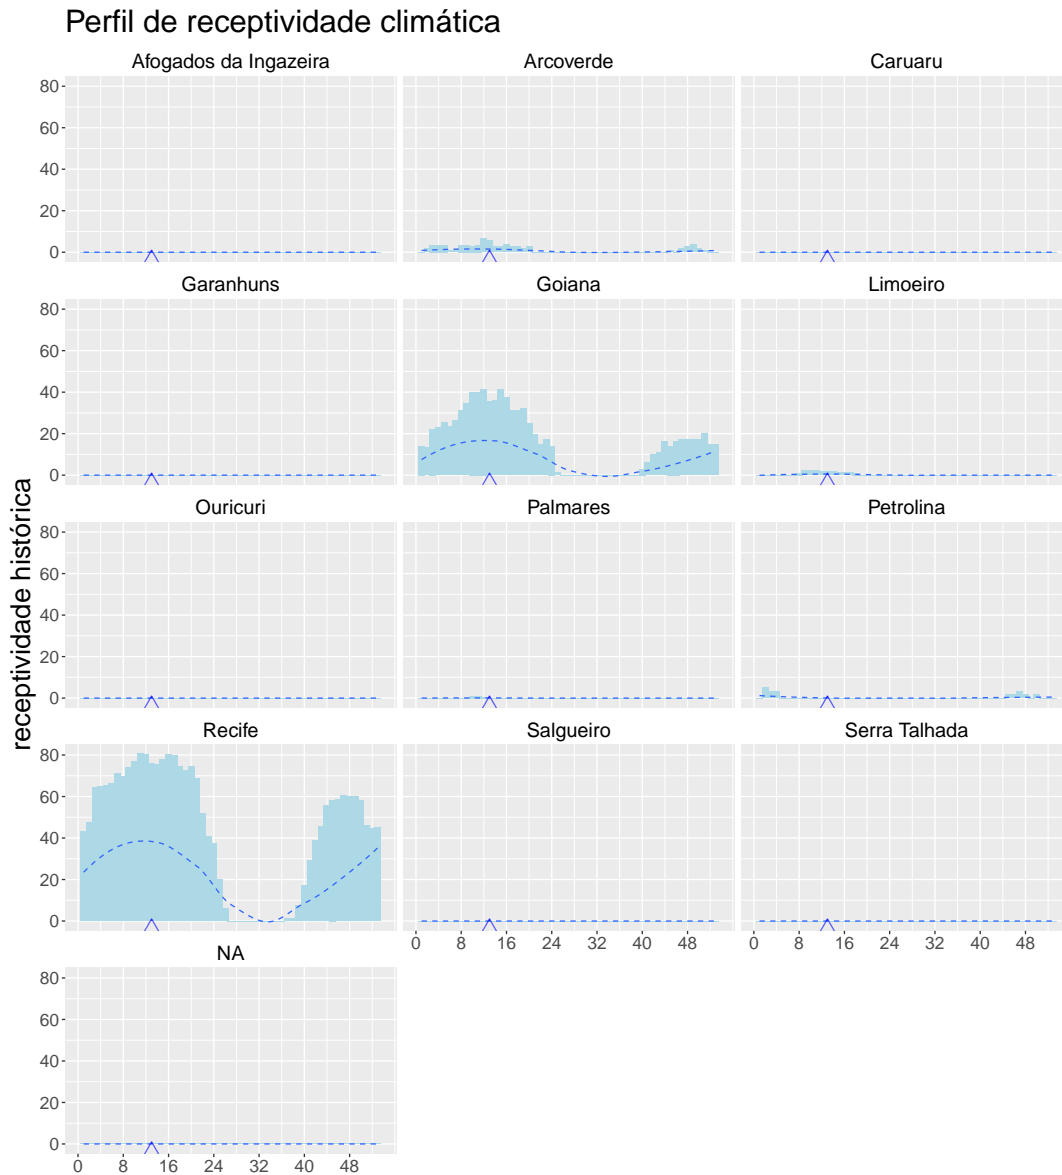 Perfil de receptividade climática
Afogados da Ingazeira Arcoverde Caruaru
80
60
40
20
0
Garanhuns Goiana Limoeiro
80
60
40
20
0
Ouricuri Palmares Petrolina
80
60
40
20
0
receptividade histórica
Recife Salgueiro Serra Talhada
80
60
40
20
0
0 8 16 24 32 40 48 0 8 16 24 32 40 48
NA
80
60
40
20
0
0 8 16 24 32 40 48